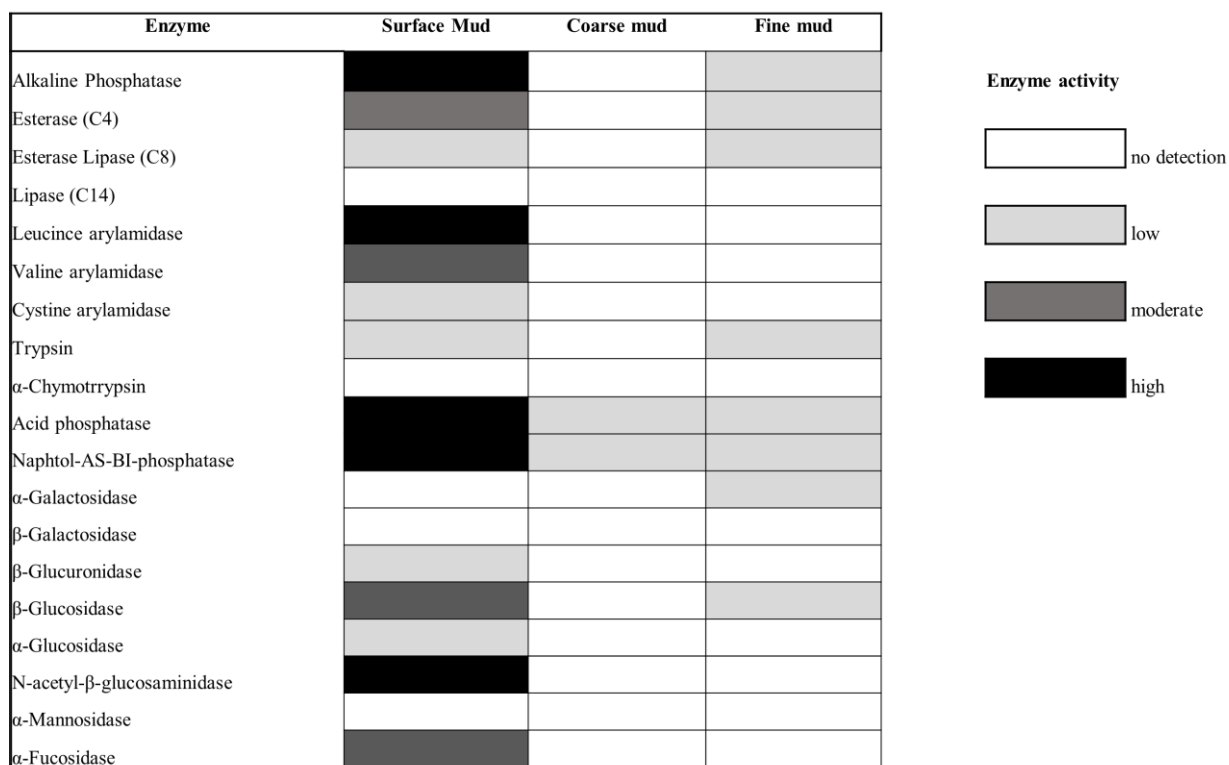 Enzyme Surface Mud Coarse mud Fine mud
Alkaline Phosphatase
Enzyme activity
Esterase (C4)
no detection
Esterase Lipase (C8)
Lipase (C14)
low
Leucince arylamidase
Valine arylamidase
Cystine arylamidase
moderate
Trypsin
α-Chymotrrypsin
high
Acid phosphatase
Naphtol-AS-BI-phosphatase
α-Galactosidase
β-Galactosidase
β-Glucuronidase
β-Glucosidase
α-Glucosidase
N-acetyl-β-glucosaminidase
α-Mannosidase
α-Fucosidase